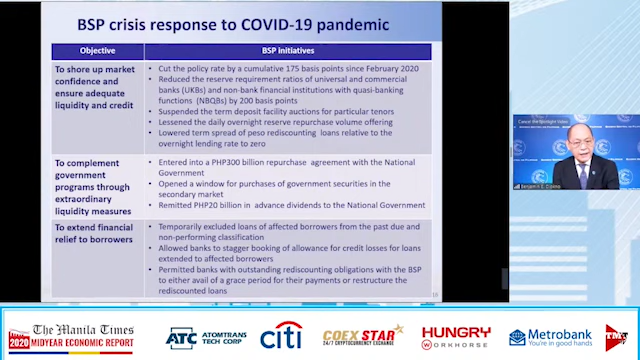 BSP crisis response to COVID-19 pandemic
Objective
BSP initiatives
To shore up market
confidence and
ensure adequate
liquidity and credit
• Cut the policy rate by a cumulative 175 basis points since February 2020
• Reduced the reserve requirement ratios of universal and commercial
banks (UKBs) and non-bank financial institutions with quasi-banking
functions (NBQBs) by 200 basis points
• Suspended the term deposit facility auctions for particular tenors
• Lessened the daily overnight reserve repurchase volume offering
• Lowered term spread of peso rediscounting loans relative to the
overnight lending rate to zero
To complement
government
programs through
extraordinary
liquidity measures
• Entered into a PHP300 billion repurchase agreement with the National
Government
• Opened a window for purchases of government securities in the
secondary market
• Remitted PHP20 billion in advance dividends to the National Government
To extend financial
relief to borrowers
• Temporarily excluded loans of affected borrowers from the past due and
non-performing classification
• Allowed banks to stagger booking of allowance for credit losses for loans
extended to affected borrowers
• Permitted banks with outstanding rediscounting obligations with the BSP
to either avail of a grace period for their payments or restructure the
rediscounted loans
Cancel the Spotlight Video
Benjamin E. Diokno
The Manila Times
2020 MIDYEAR ECONOMIC REPORT
ATC
ATOMTRANS
TECH CORP
citi
COEX STAR
24/7 CRYPTOCURRENCY EXCHANGE
HUNGRY
WORKHORSE
Metrobank
You're in good hands